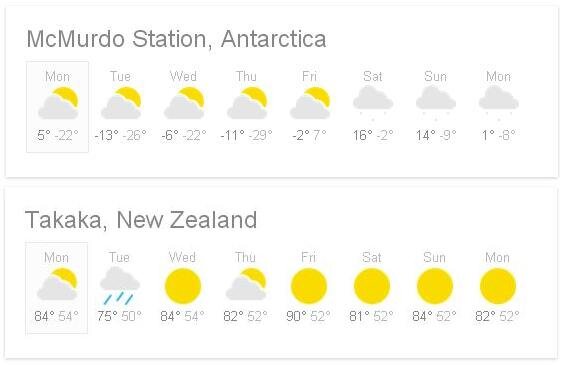 McMurdo Station, Antarctica
Mon Tue Wed Thu Fri Sat Sun Mon
5° -22° -13° -26° -6° -22° -11° -29° -2° 7° 16° -2° 14° -9° 1° -8°
Takaka, New Zealand
Mon Tue Wed Thu Fri Sat Sun Mon
84° 54° 75° 50° 84° 54° 82° 52° 90° 52° 81° 52° 84° 52° 82° 52°